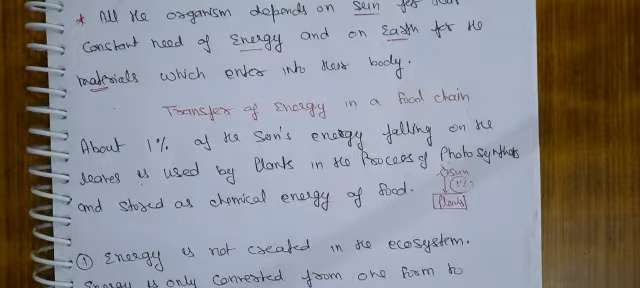 * All the organism depends on Sun for their
constant need of Energy and on Earth for the
materials which enter into their body.
Transfer of Energy in a food chain
About 1% of the Son's energy falling on the
leaves is used by Plants in the Process of Photosynthesis
and stored as chemical energy of food.
sun
1%
Plants
① Energy is not created in the ecosystem.
Energy is only converted from one form to